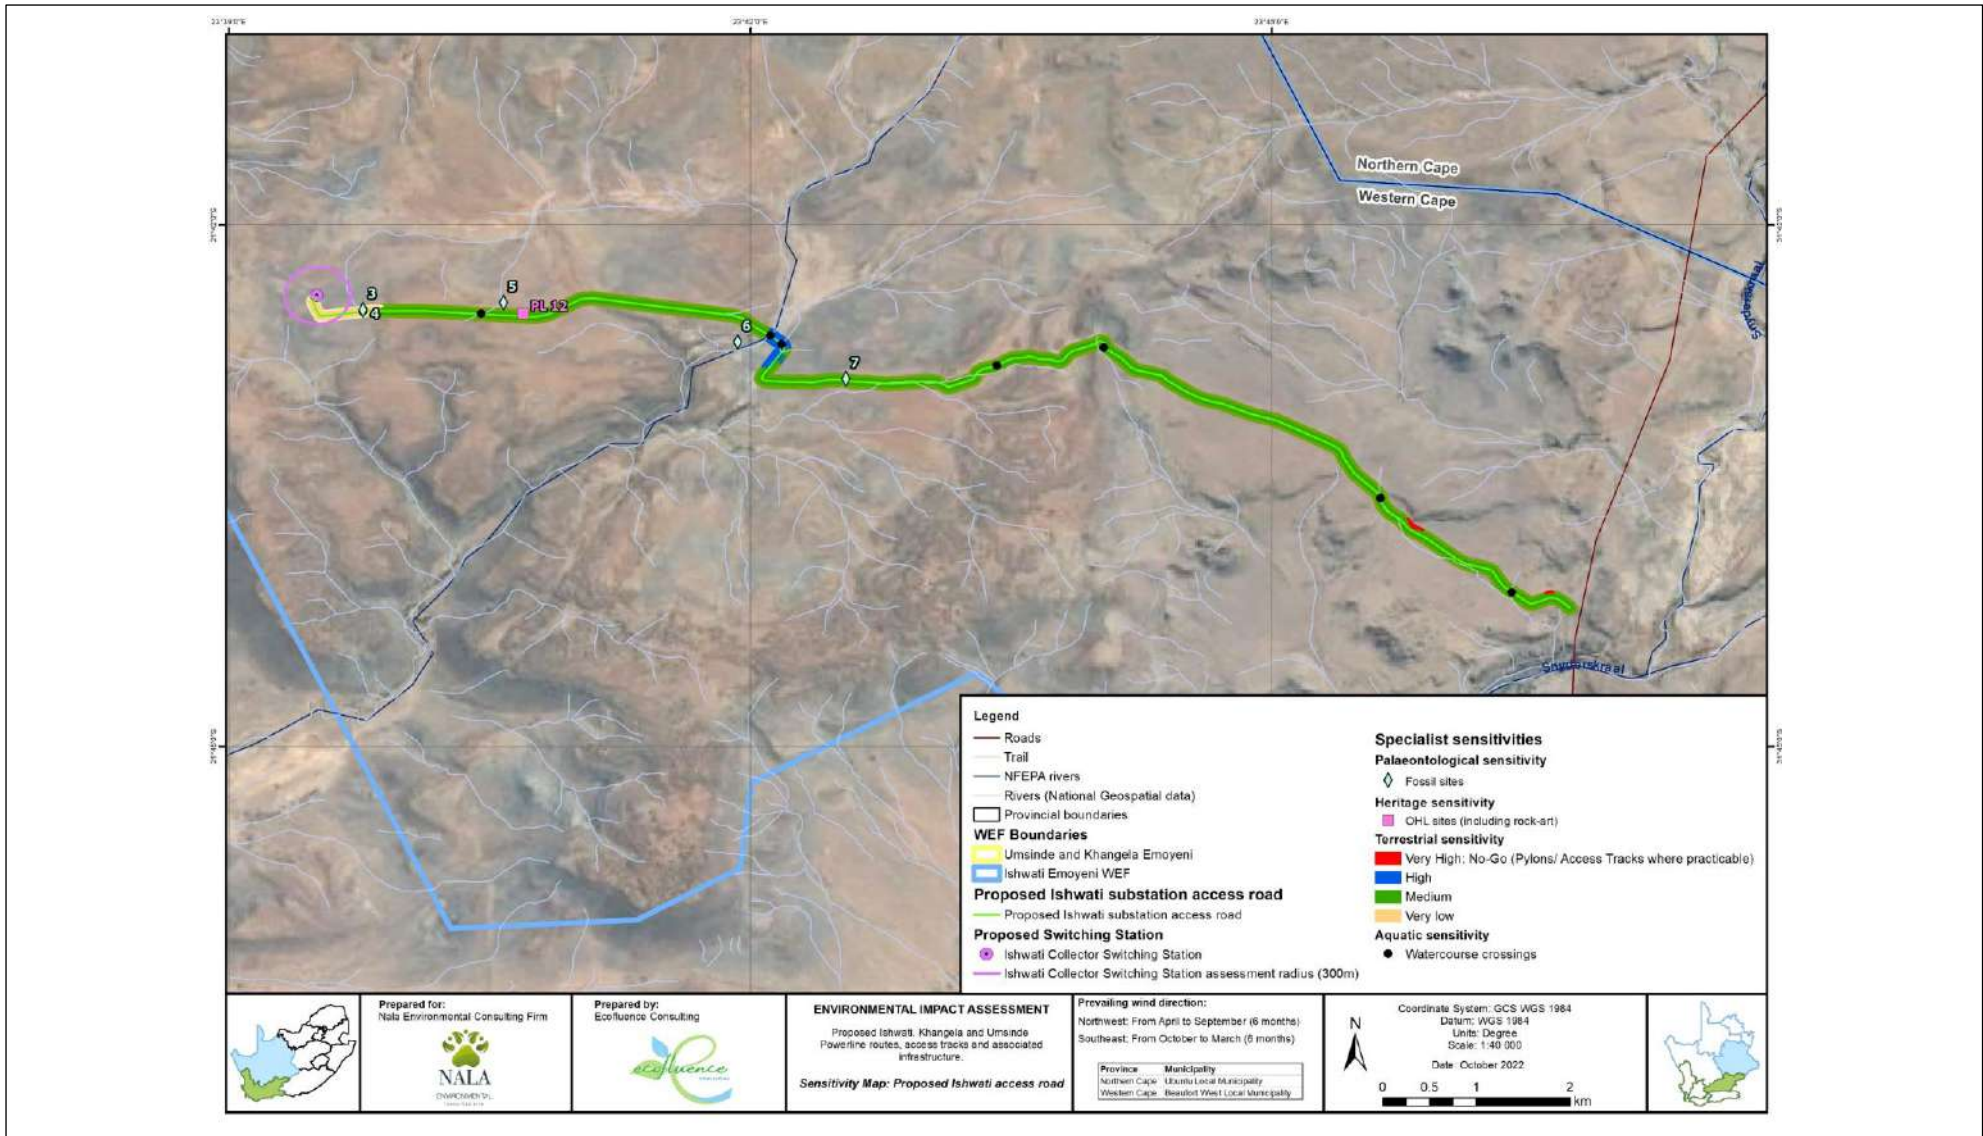 23°42'0"E
Northern Cape
Western Cape
Snyderskraal
3
5
4
PL 12
6
7
Snyderskraal
Legend
Roads
Trail
NFEPA rivers
Rivers (National Geospatial data)
Provincial boundaries
WEF Boundaries
Umsinde and Khangela Emoyeni
Ishwati Emoyeni WEF
Proposed Ishwati substation access road
Proposed Ishwati substation access road
Proposed Switching Station
Ishwati Collector Switching Station
Ishwati Collector Switching Station assessment radius (300m)
Specialist sensitivities
Palaeontological sensitivity
Fossil sites
Heritage sensitivity
OHL sites (including rock-art)
Terrestrial sensitivity
Very High: No-Go (Pylons/ Access Tracks where practicable)
High
Medium
Very low
Aquatic sensitivity
Watercourse crossings
Prepared for:
Nala Environmental Consulting Firm
NALA
ENVIRONMENTAL
Prepared by:
Ecofluence Consulting
ecofluence
ENVIRONMENTAL IMPACT ASSESSMENT
Proposed Ishwati, Khangela and Umsinde
Powerline routes, access tracks and associated
infrastructure.
Sensitivity Map: Proposed Ishwati access road
Prevailing wind direction:
Northwest: From April to September (6 months)
Southeast: From October to March (6 months)
Province Municipality
Northern Cape Ubuntu Local Municipality
Western Cape Beaufort West Local Municipality
N
Coordinate System: GCS WGS 1984
Datum: WGS 1984
Units: Degree
Scale: 1:40 000
Date: October 2022
0 0.5 1 2
km